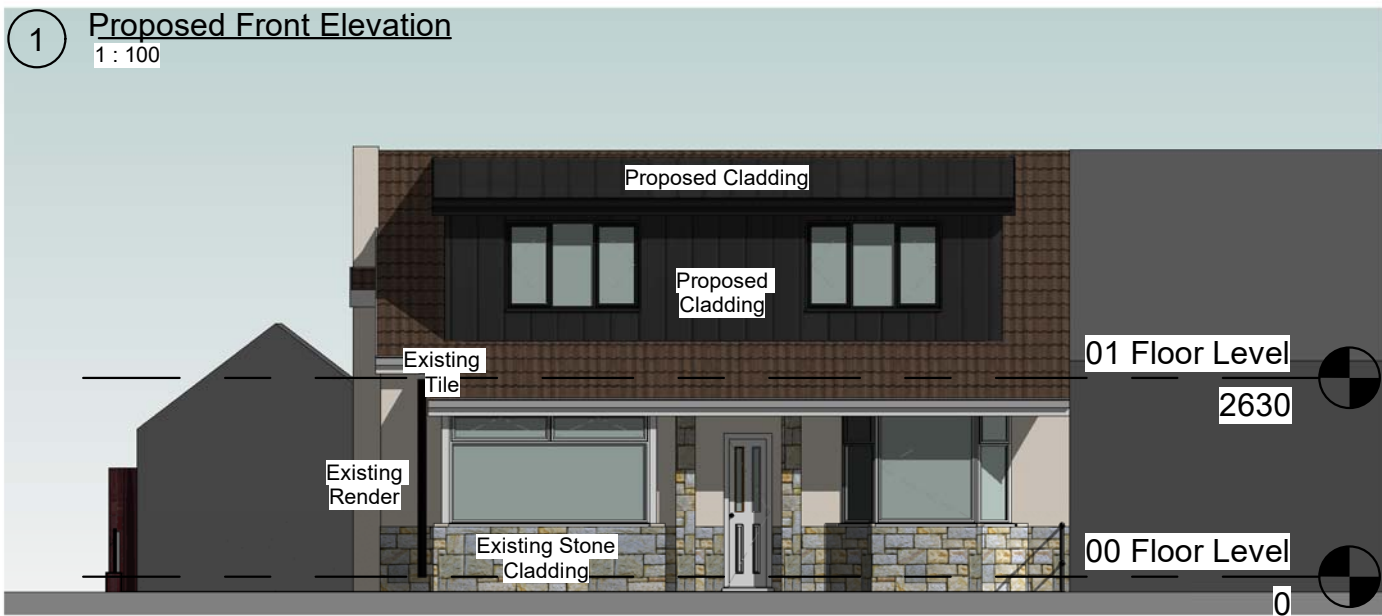 1
Proposed Front Elevation
1 : 100
Proposed Cladding
Proposed
Cladding
Existing
Tile
01 Floor Level
2630
Existing
Render
Existing Stone
Cladding
00 Floor Level
0